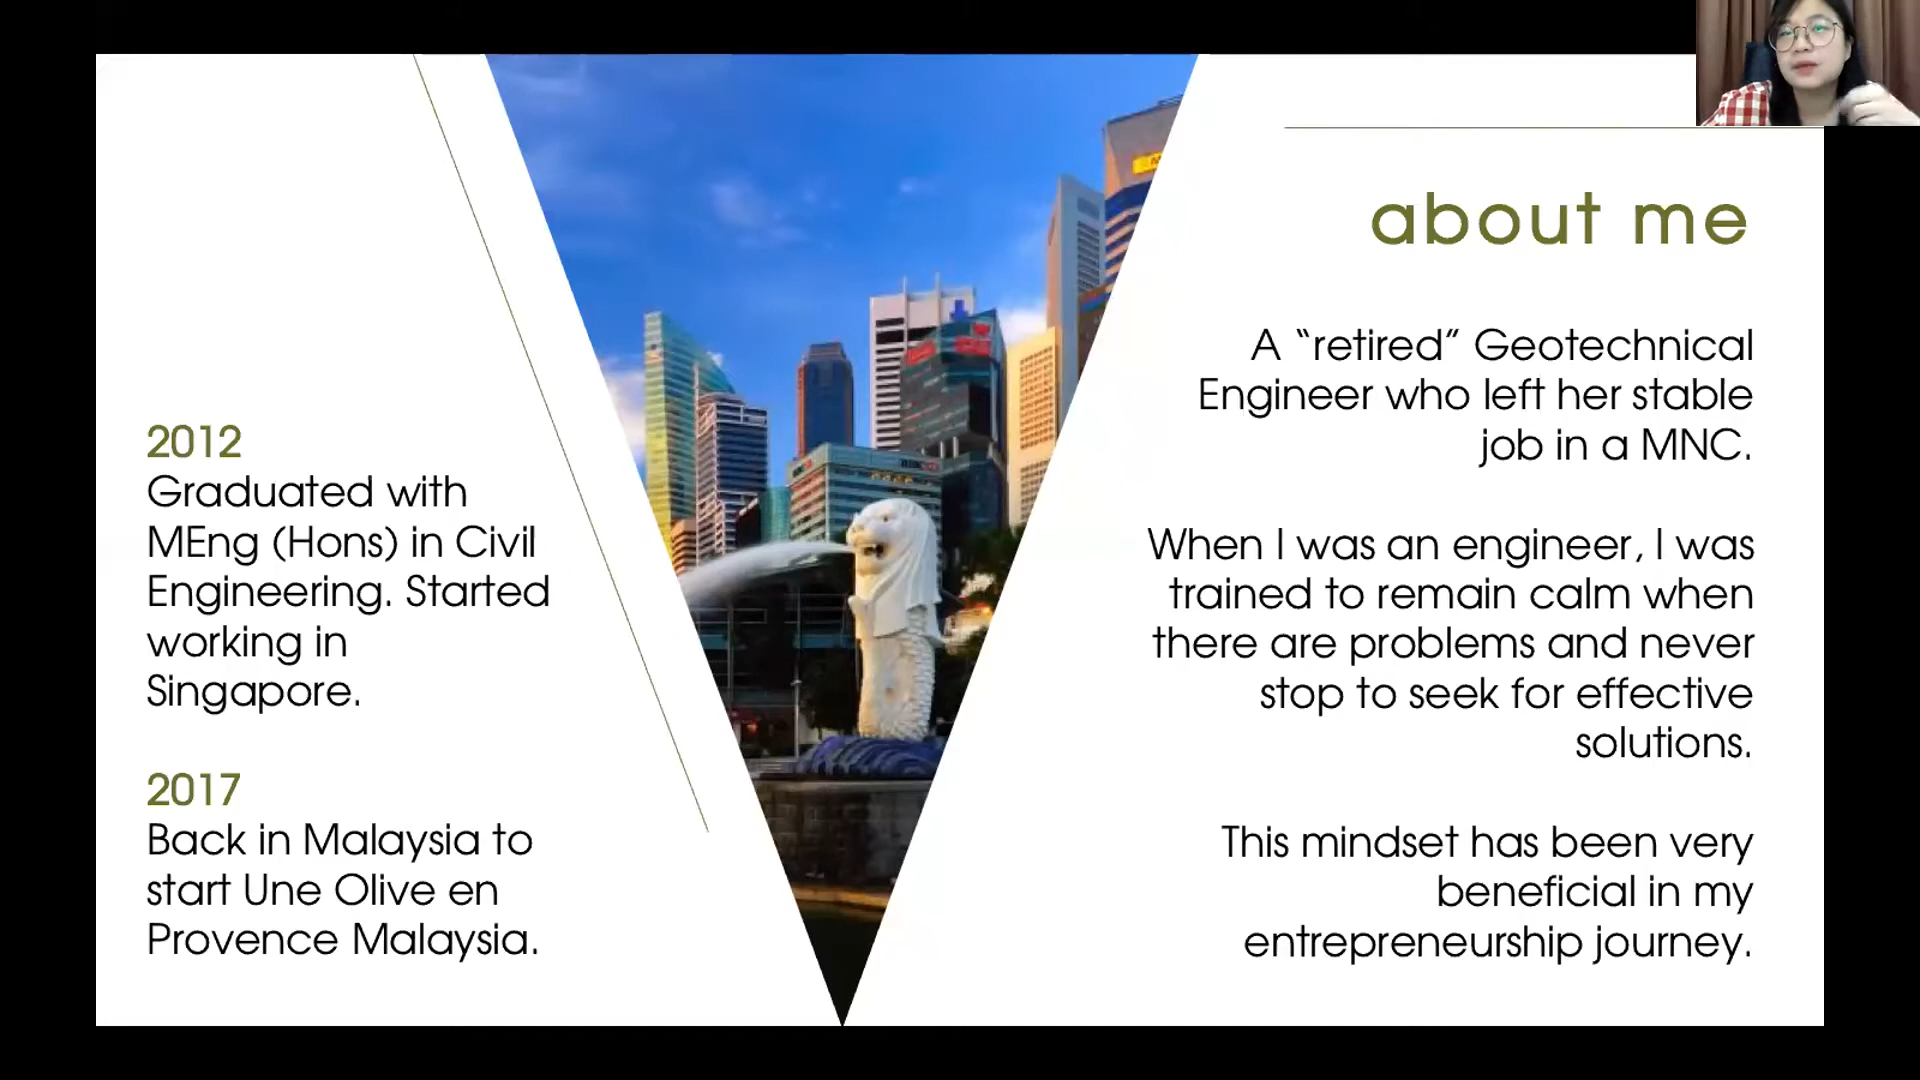 about me
2012
Graduated with
MEng (Hons) in Civil
Engineering. Started
working in
Singapore.
2017
Back in Malaysia to
start Une Olive en
Provence Malaysia.
A “retired” Geotechnical
Engineer who left her stable
job in a MNC.
When I was an engineer, I was
trained to remain calm when
there are problems and never
stop to seek for effective
solutions.
This mindset has been very
beneficial in my
entrepreneurship journey.